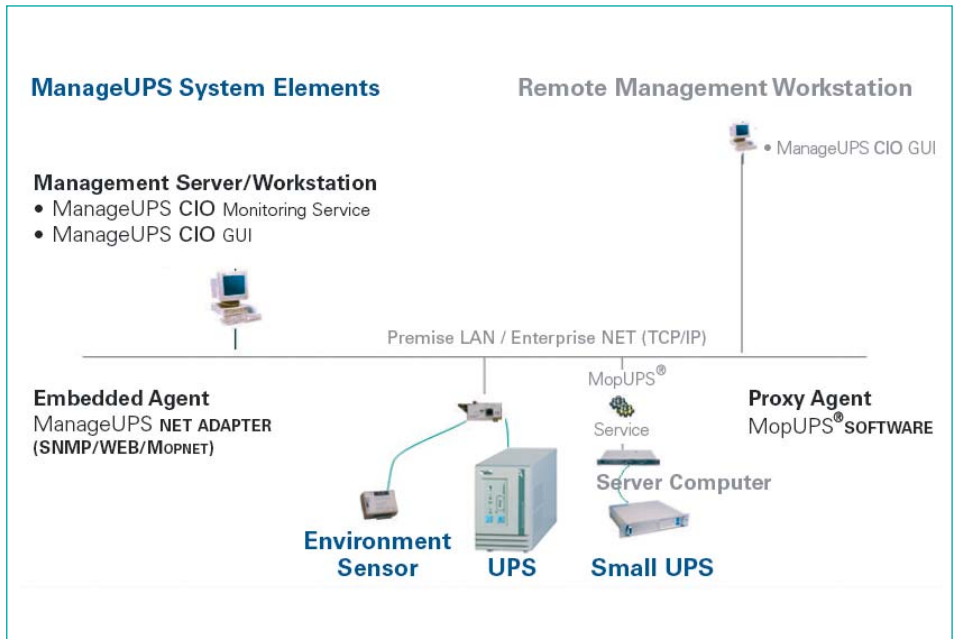 ManageUPS System Elements
Remote Management Workstation
• ManageUPS CIO GUI
Management Server/Workstation
• ManageUPS CIO Monitoring Service
• ManageUPS CIO GUI
Premise LAN / Enterprise NET (TCP/IP)
Embedded Agent
ManageUPS NET ADAPTER
(SNMP/WEB/MOPNET)
MopUPS®
Service
Server Computer
Proxy Agent
MopUPS® SOFTWARE
Environment
Sensor
UPS
Small UPS